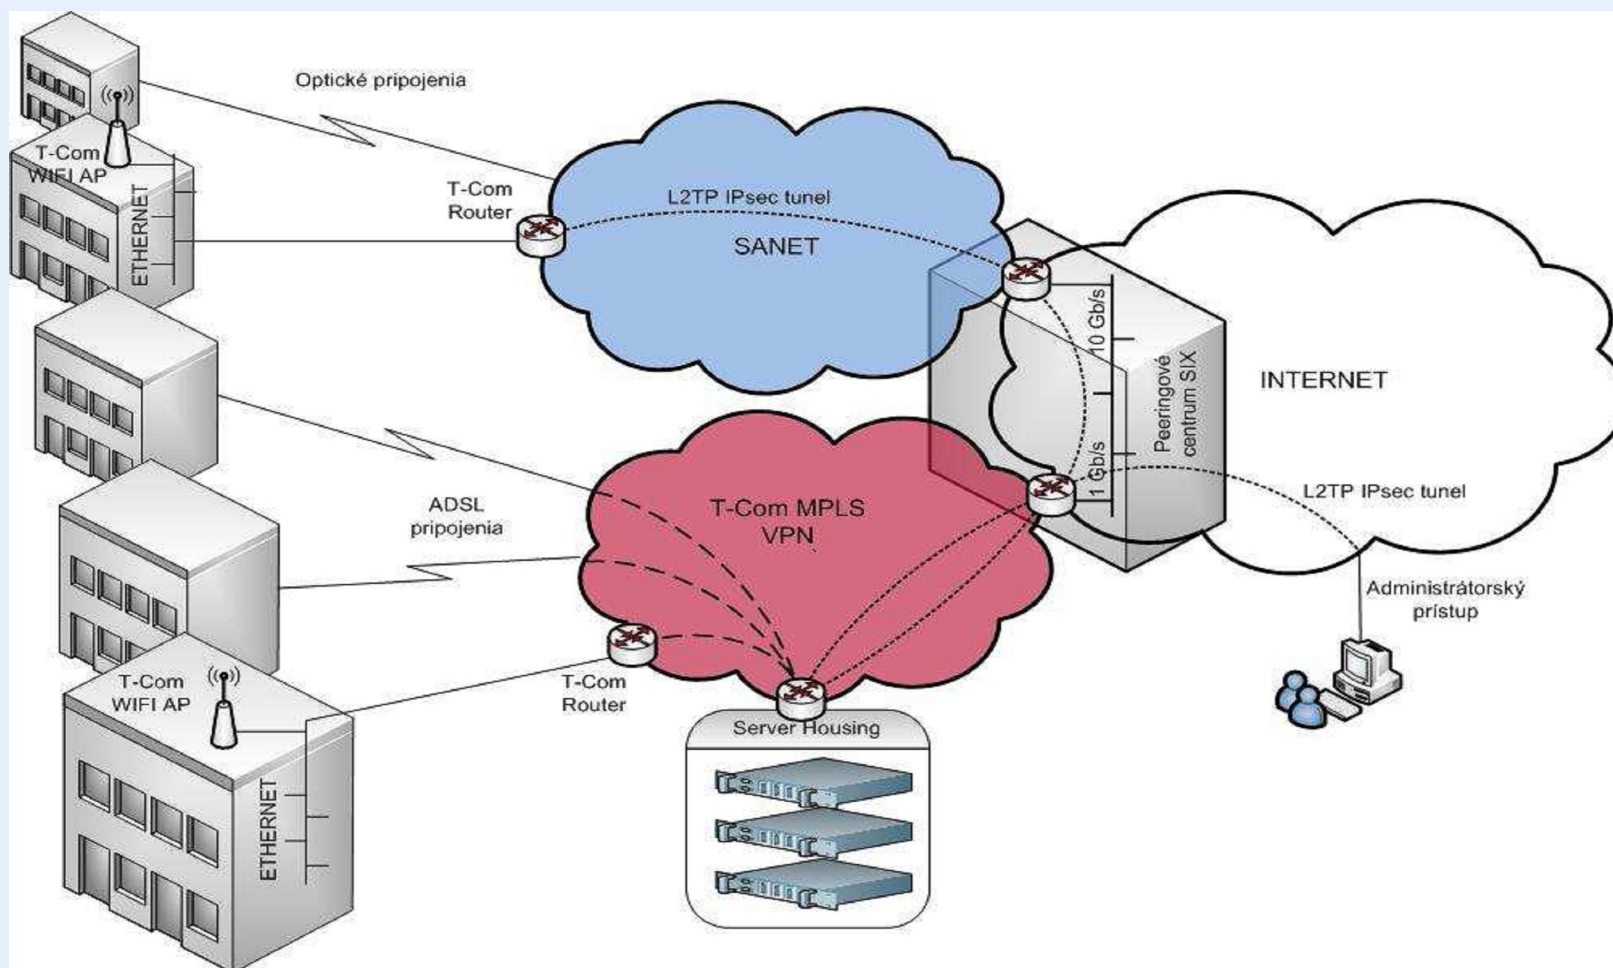 Optické pripojenia
T-Com
WIFI AP
ETHERNET
T-Com
Router
L2TP IPsec tunel
SANET
10 Gb/s
1 Gb/s
Peeringové
centrum SIX
INTERNET
L2TP IPsec tunel
ADSL
pripojenia
T-Com MPLS
VPN
Administrátorský
prístup
T-Com
WIFI AP
ETHERNET
T-Com
Router
Server Housing